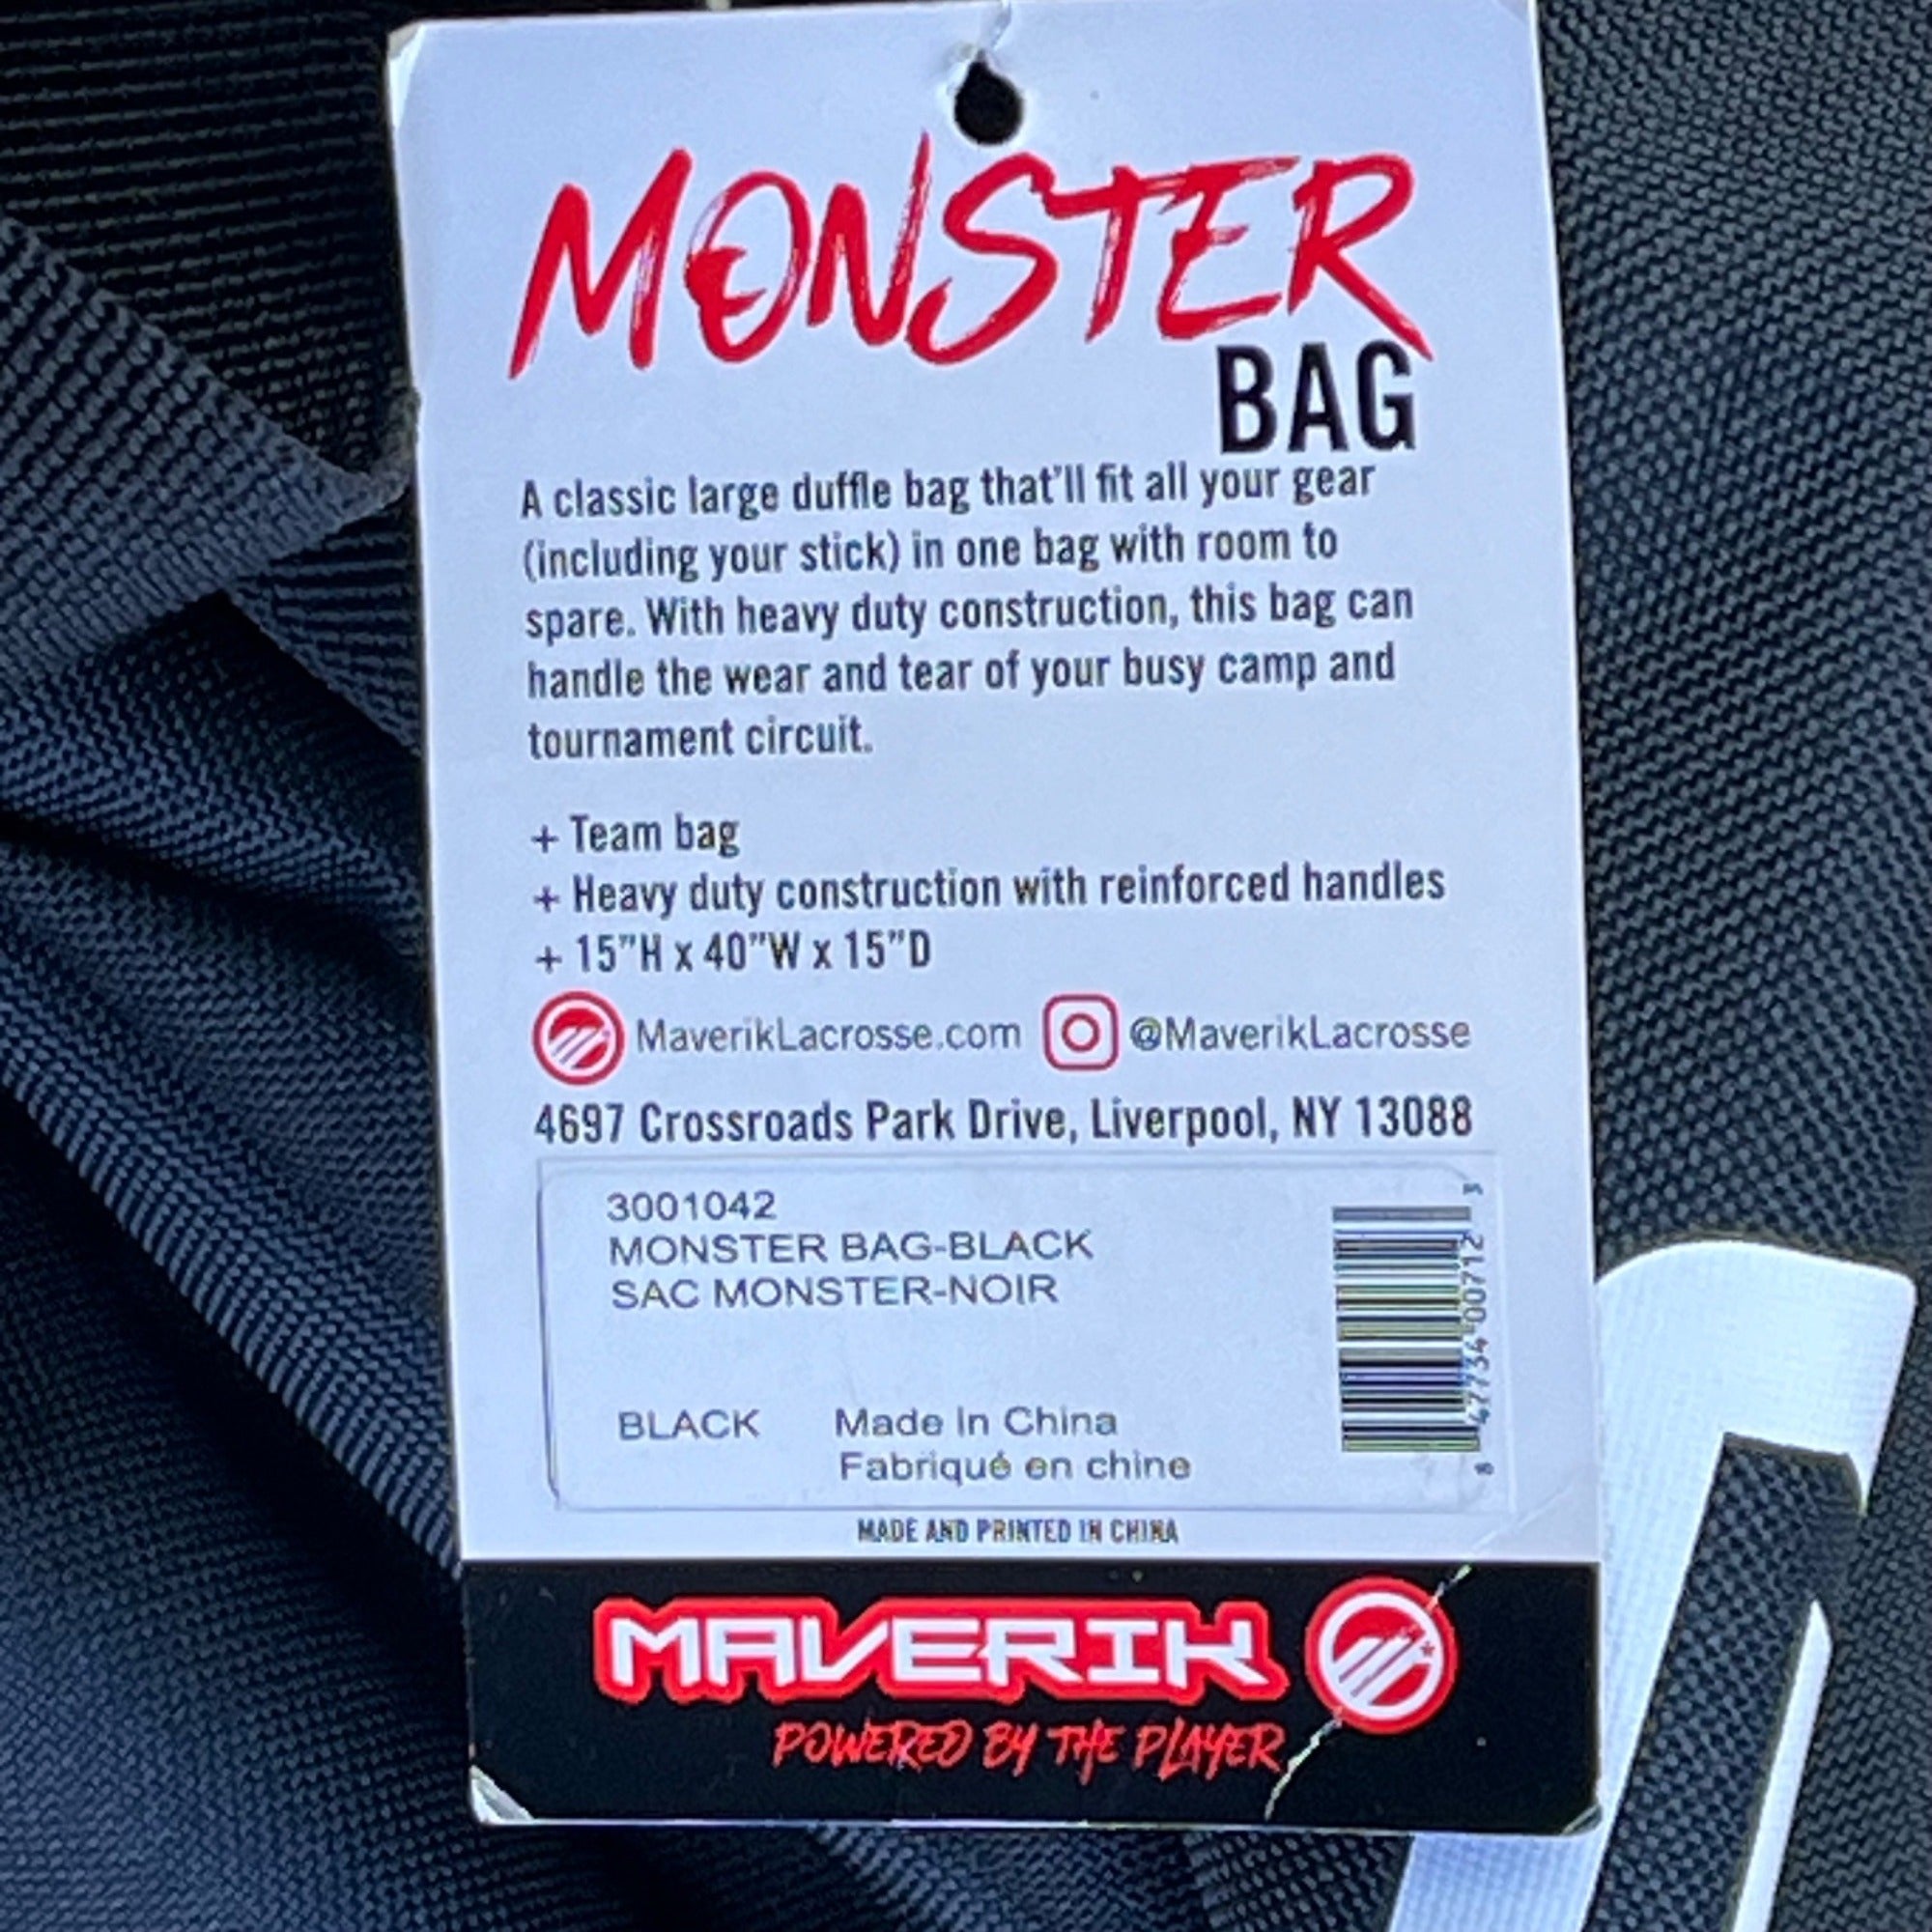 MONSTER
BAG
A classic large duffle bag that'll fit all your gear
(including your stick) in one bag with room to
spare. With heavy duty construction, this bag can
handle the wear and tear of your busy camp and
tournament circuit.
+ Team bag
+ Heavy duty construction with reinforced handles
+ 15"H x 40"W x 15"D
MaverikLacrosse.com @MaverikLacrosse
4697 Crossroads Park Drive, Liverpool, NY 13088
3001042
MONSTER BAG-BLACK
SAC MONSTER-NOIR
BLACK Made In China
Fabriqué en chine
8 47734 00712 3
MADE AND PRINTED IN CHINA
MAVERIK
POWERED BY THE PLAYER